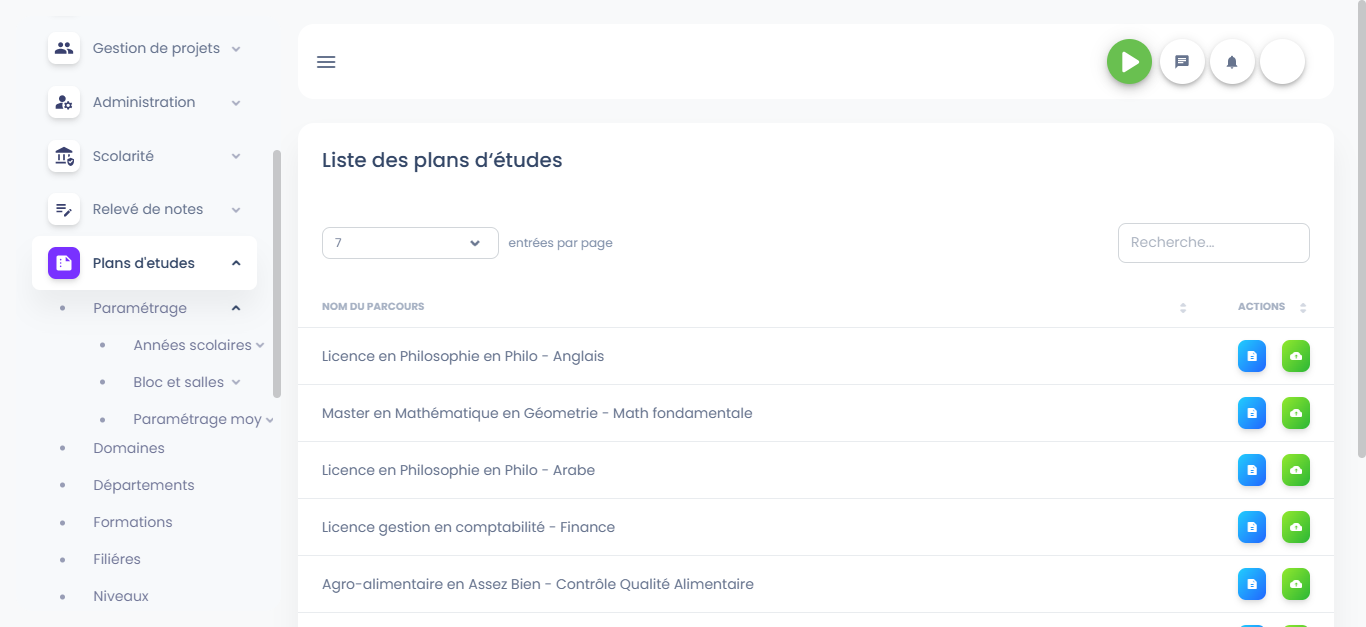 Gestion de projets
Administration
Scolarité
Relevé de notes
Plans d'etudes
Paramétrage
Années scolaires
Bloc et salles
Paramétrage moy
Domaines
Départements
Formations
Filiéres
Niveaux
Liste des plans d‘études
7 entrées par page
Recherche...
NOM DU PARCOURS ACTIONS
Licence en Philosophie en Philo - Anglais
Master en Mathématique en Géometrie - Math fondamentale
Licence en Philosophie en Philo - Arabe
Licence gestion en comptabilité - Finance
Agro-alimentaire en Assez Bien - Contrôle Qualité Alimentaire